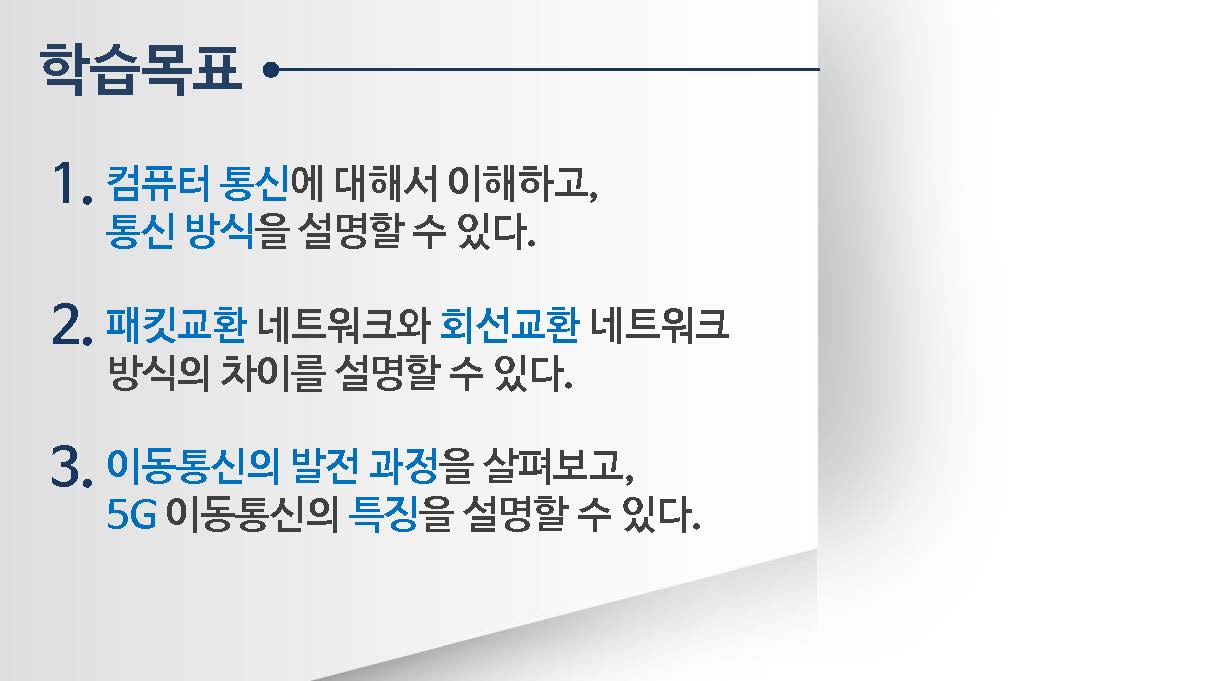 학습목표
1. 컴퓨터 통신에 대해서 이해하고,
통신 방식을 설명할 수 있다.
2. 패킷교환 네트워크와 회선교환 네트워크
방식의 차이를 설명할 수 있다.
3. 이동통신의 발전 과정을 살펴보고,
5G 이동통신의 특징을 설명할 수 있다.